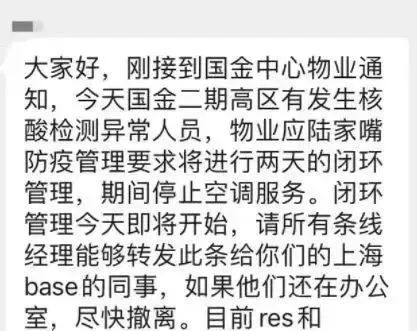 大家好，刚接到国金中心物业通
知，今天国金二期高区有发生核
酸检测异常人员，物业应陆家嘴
防疫管理要求将进行两天的闭环
管理，期间停止空调服务。闭环
管理今天即将开始，请所有条线
经理能够转发此条给你们的上海
base的同事，如果他们还在办公
室，尽快撤离。目前res和